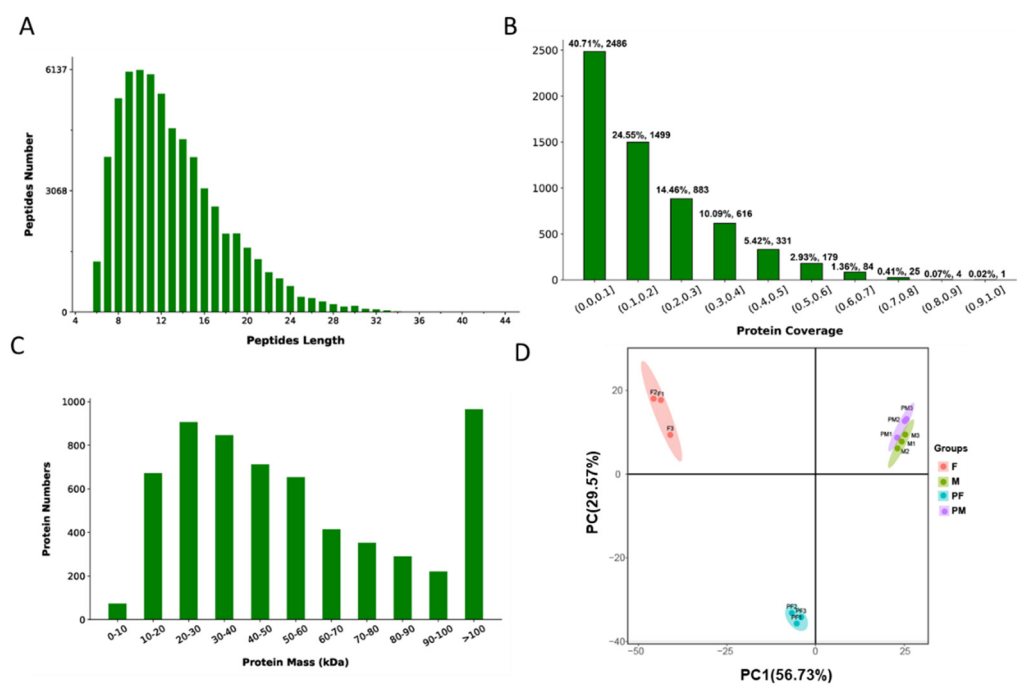 A
6137
3068
0
Peptides Number
4 8 12 16 20 24 28 32 36 40 44
Peptides Length
B
2500
2000
1500
1000
500
0
40.71%, 2486
24.55%, 1499
14.46%, 883
10.09%, 616
5.42%, 331
2.93%, 179
1.36%, 84
0.41%, 25
0.07%, 4
0.02%, 1
(0.0,0.1] (0.1,0.2] (0.2,0.3] (0.3,0.4] (0.4,0.5] (0.5,0.6] (0.6,0.7] (0.7,0.8] (0.8,0.9] (0.9,1.0]
Protein Coverage
C
1000
800
600
400
200
0
Protein Numbers
0-10 10-20 20-30 30-40 40-50 50-60 60-70 70-80 80-90 90-100 >100
Protein Mass (kDa)
D
20
0
−20
−40
PC(29.57%)
F2 F1
F3
PM3
PM2
PM1
M3
M1
M2
PF2
PF3
−50 −25 0 25
PC1(56.73%)
Groups
F
M
PF
PM